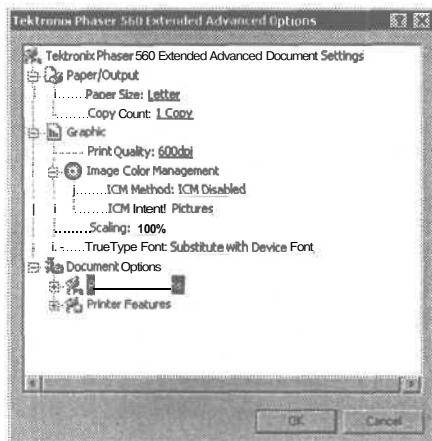 Tektronix Phaser 560 Extended Advanced Options
Tektronix Phaser 560 Extended Advanced Document Settings
Paper/Output
Paper Size: Letter
Copy Count: 1 Copy
Graphic
Print Quality: 600dpi
Image Color Management
ICM Method: ICM Disabled
ICM Intent! Pictures
Scaling: 100%
TrueType Font: Substitute with Device Font
Document Options
Printer Features
OK
Cancel